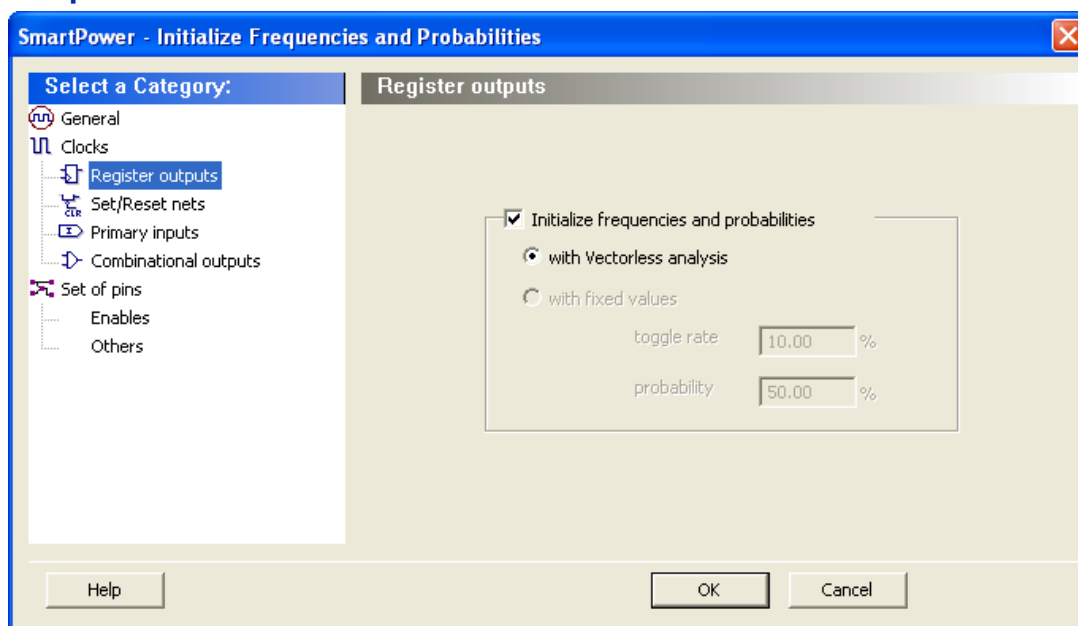 SmartPower - Initialize Frequencies and Probabilities
Select a Category:
Register outputs
General
Clocks
Register outputs
CLR
Set/Reset nets
Primary inputs
Combinational outputs
Set of pins
Enables
Others
Initialize frequencies and probabilities
with Vectorless analysis
with fixed values
toggle rate 10.00 %
probability 50.00 %
Help
OK
Cancel